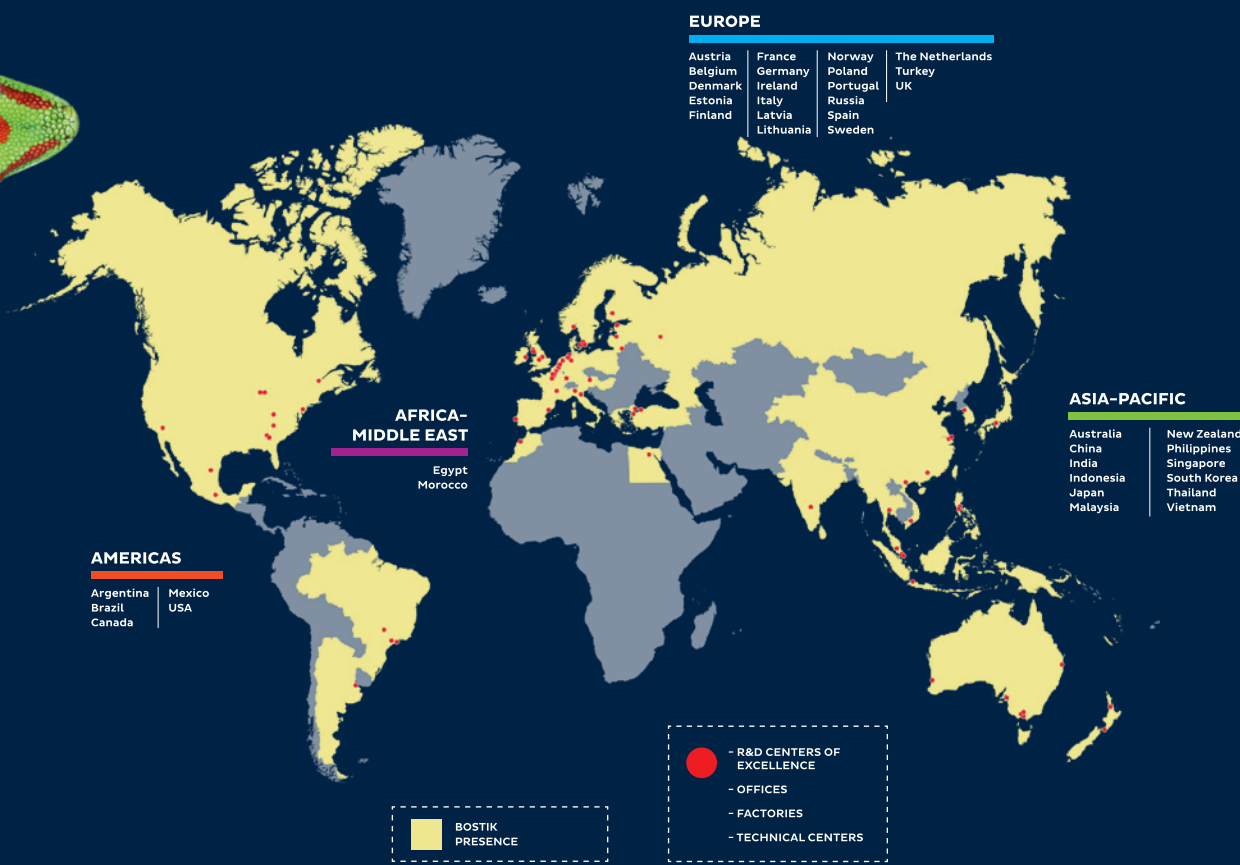 EUROPE
Austria
Belgium
Denmark
Estonia
Finland
France
Germany
Ireland
Italy
Latvia
Lithuania
Norway
Poland
Portugal
Russia
Spain
Sweden
The Netherlands
Turkey
UK
AFRICA-
MIDDLE EAST
Egypt
Morocco
ASIA-PACIFIC
Australia
China
India
Indonesia
Japan
Malaysia
New Zealand
Philippines
Singapore
South Korea
Thailand
Vietnam
AMERICAS
Argentina
Brazil
Canada
Mexico
USA
- R&D CENTERS OF
EXCELLENCE
- OFFICES
- FACTORIES
- TECHNICAL CENTERS
BOSTIK
PRESENCE